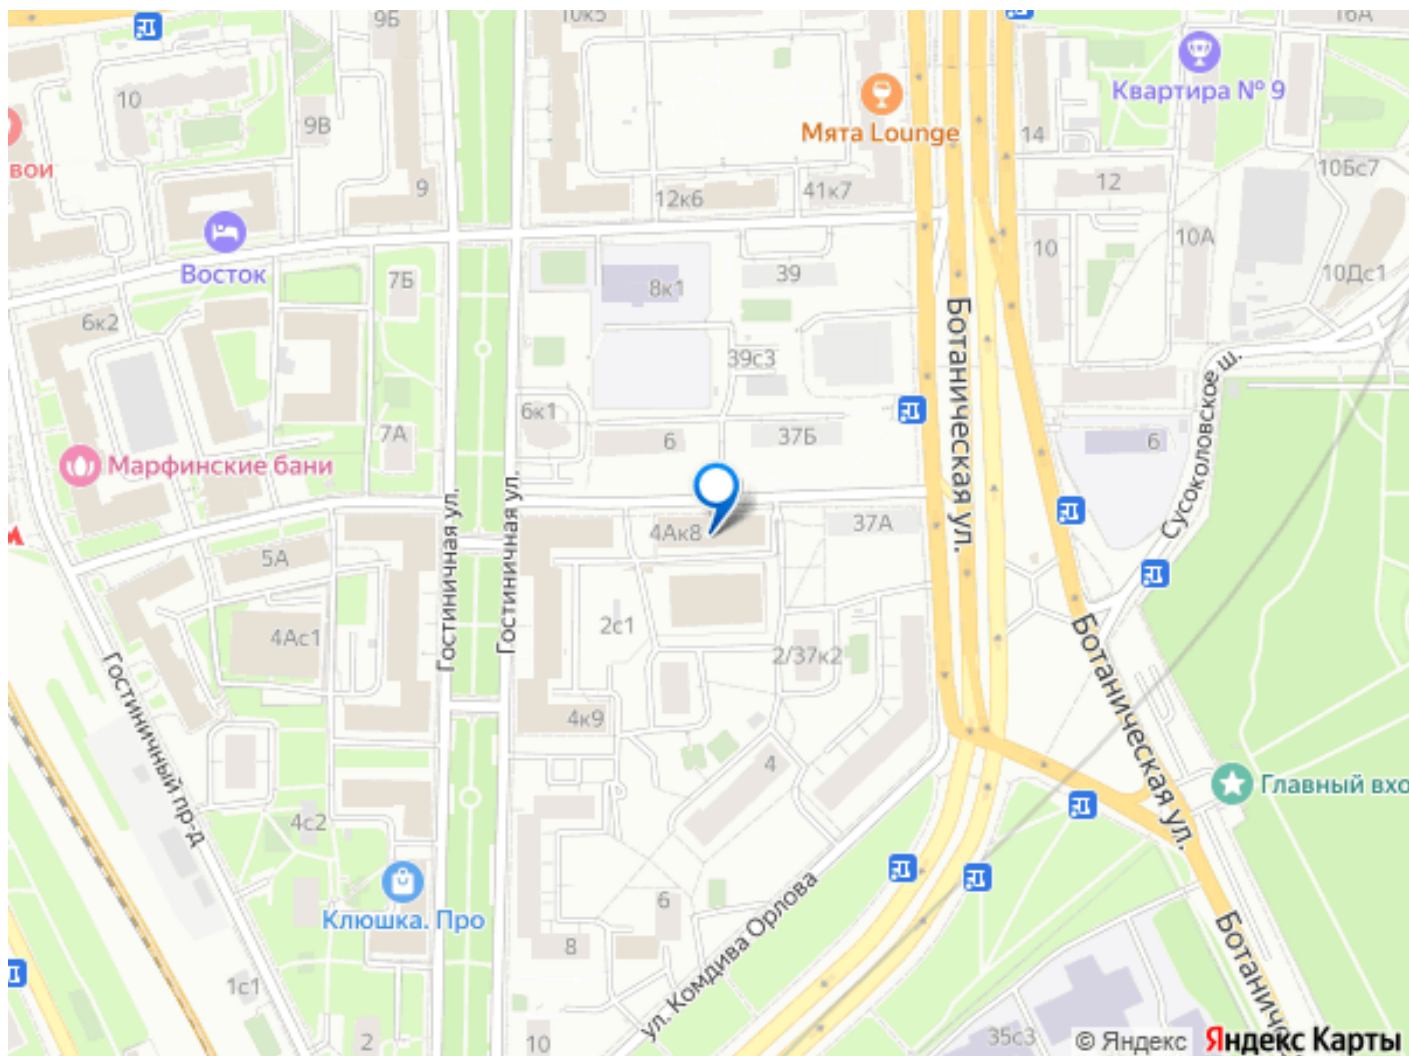 9Б
10к5
16А
10
9В
Квартира № 9
Мята Lounge
14
вои
9
12к6
41к7
12
10Бс7
Восток
7Б
8к1
39
10
10А
10Дс1
6к2
39с3
Ботаническая ул.
Сусоколовское ш.
6к1
7А
6
37Б
6
Марфинские бани
Гостиничная ул.
Гостиничная ул.
4Ак8
37А
5А
4Ас1
2с1
2/37к2
Ботаническая ул.
Гостиничный пр-д
4к9
4
Главный вхо
4с2
Клюшка. Про
6
8
ул. Комдива Орлова
1с1
2
10
35с3
Ботаничес
© Яндекс Яндекс Карты